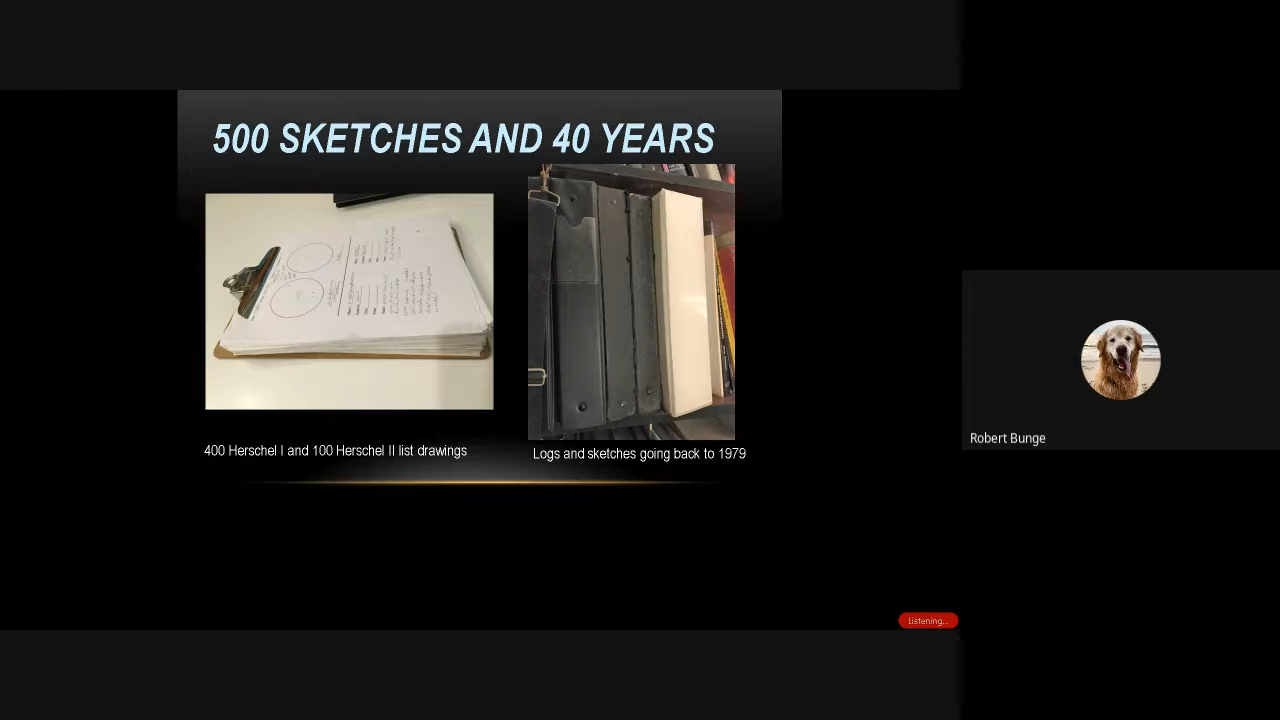 500 SKETCHES AND 40 YEARS
400 Herschel I and 100 Herschel II list drawings
Logs and sketches going back to 1979
Robert Bunge
Listening...